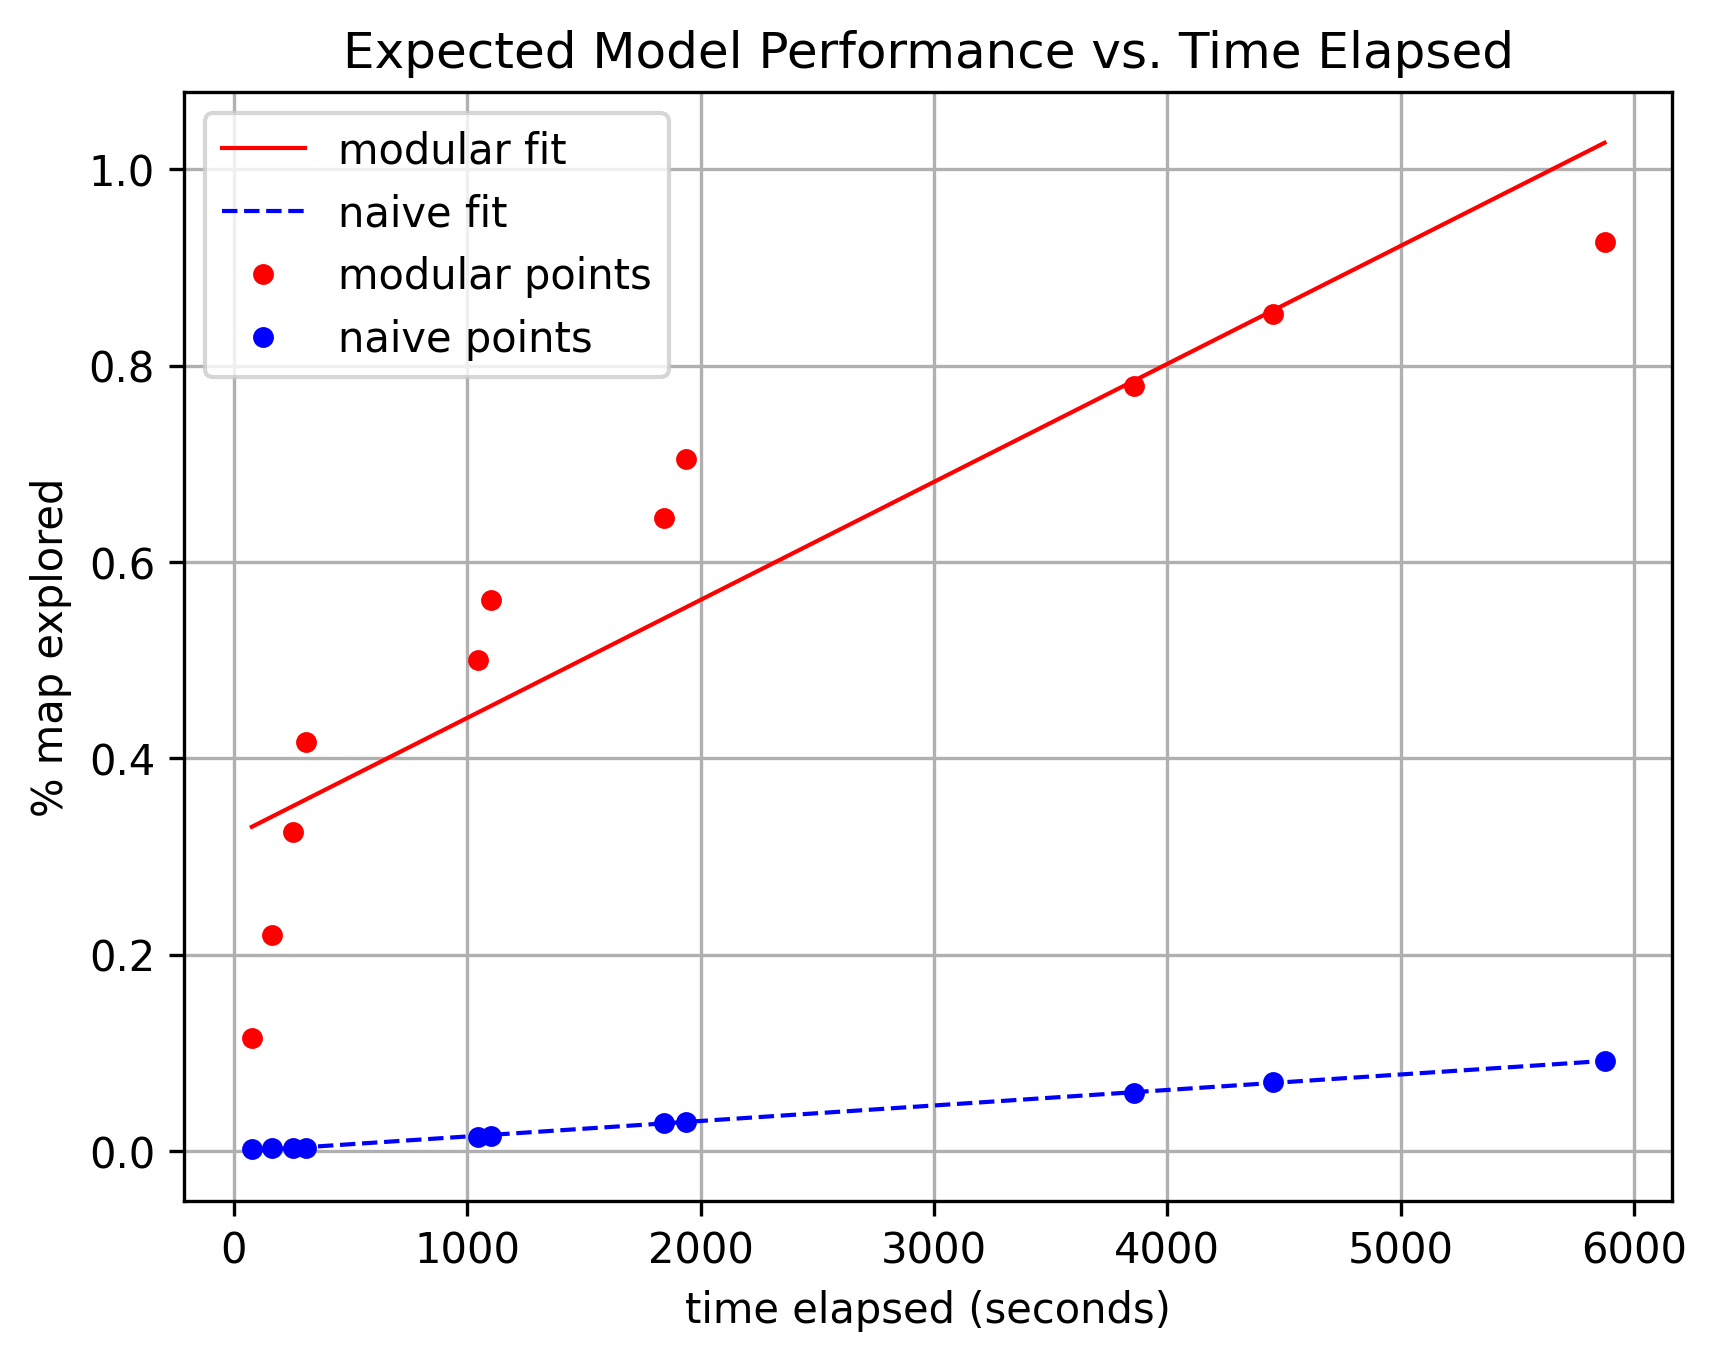 Expected Model Performance vs. Time Elapsed
modular fit
naive fit
modular points
naive points
1.0
0.8
0.6
0.4
0.2
0.0
% map explored
0 1000 2000 3000 4000 5000 6000
time elapsed (seconds)